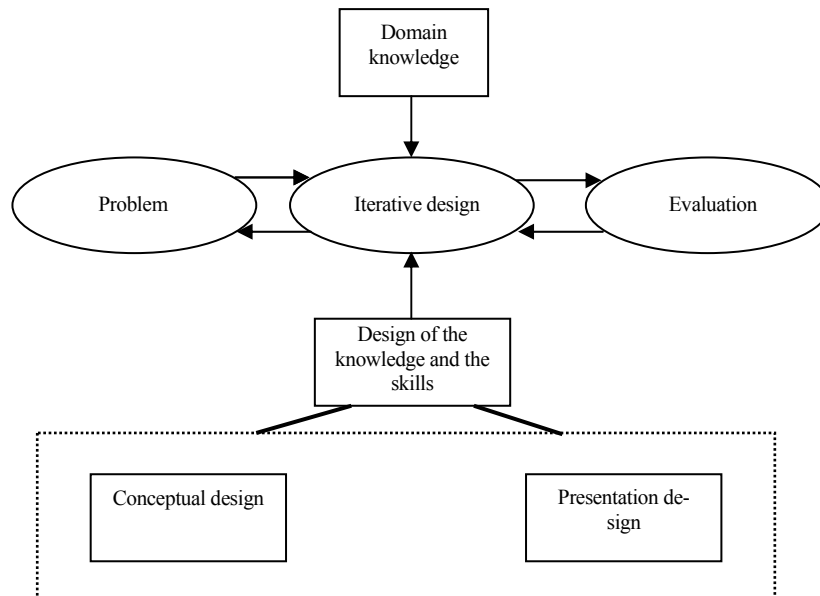 Domain
knowledge
Problem
Iterative design
Evaluation
Design of the
knowledge and the
skills
Conceptual design
Presentation de-
sign